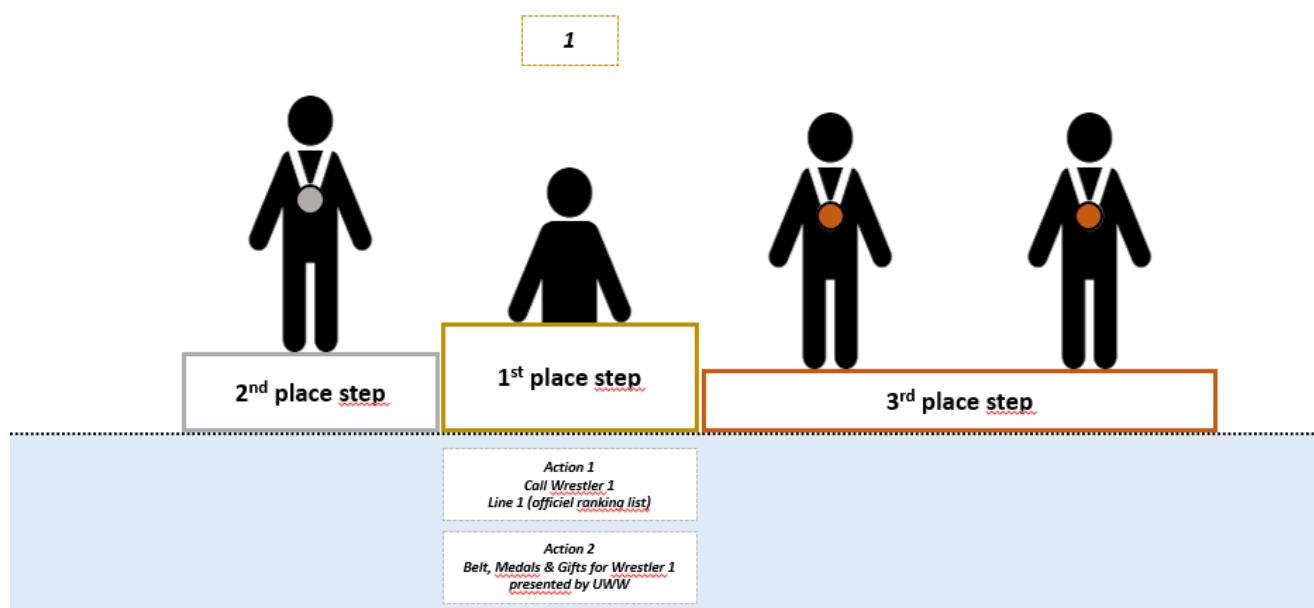 1
2nd place step
1st place step
3rd place step
Action 1
Call Wrestler 1
Line 1 (officiel ranking list)
Action 2
Belt, Medals & Gifts for Wrestler 1
presented by UWW